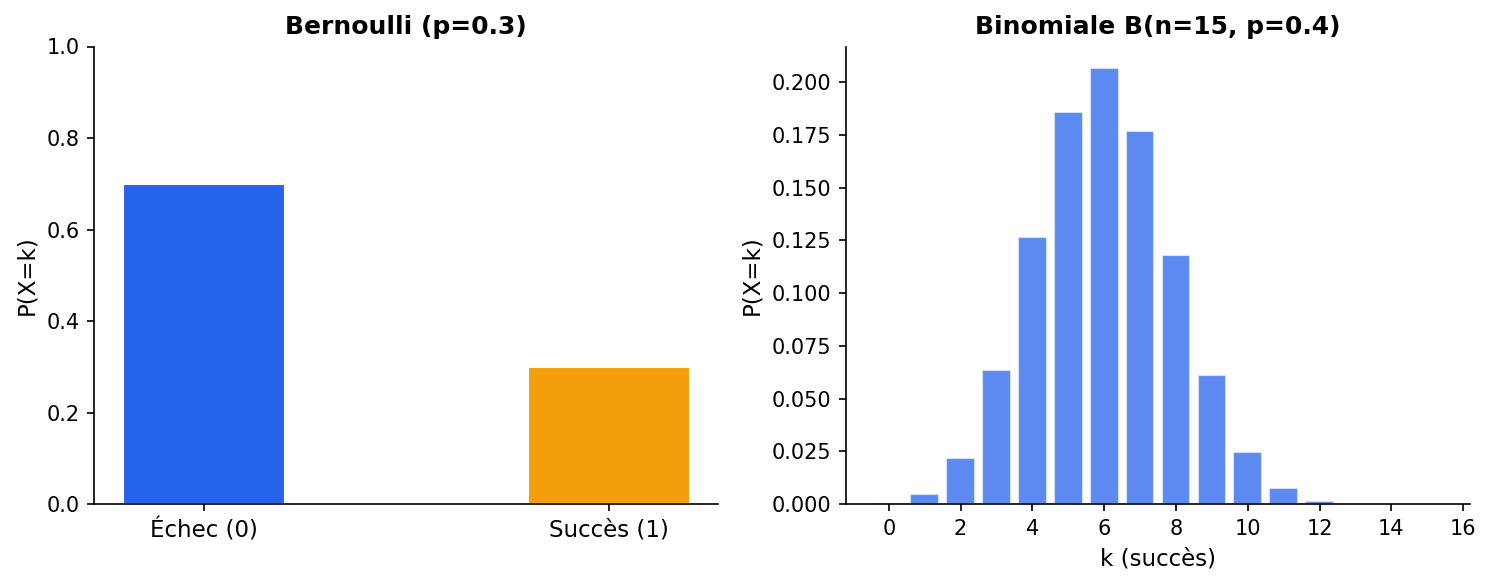 Bernoulli (p=0.3)
P(X=k)
1.0
0.8
0.6
0.4
0.2
0.0
Échec (0)
Succès (1)
Binomiale B(n=15, p=0.4)
P(X=k)
0.200
0.175
0.150
0.125
0.100
0.075
0.050
0.025
0.000
0 2 4 6 8 10 12 14 16
k (succès)